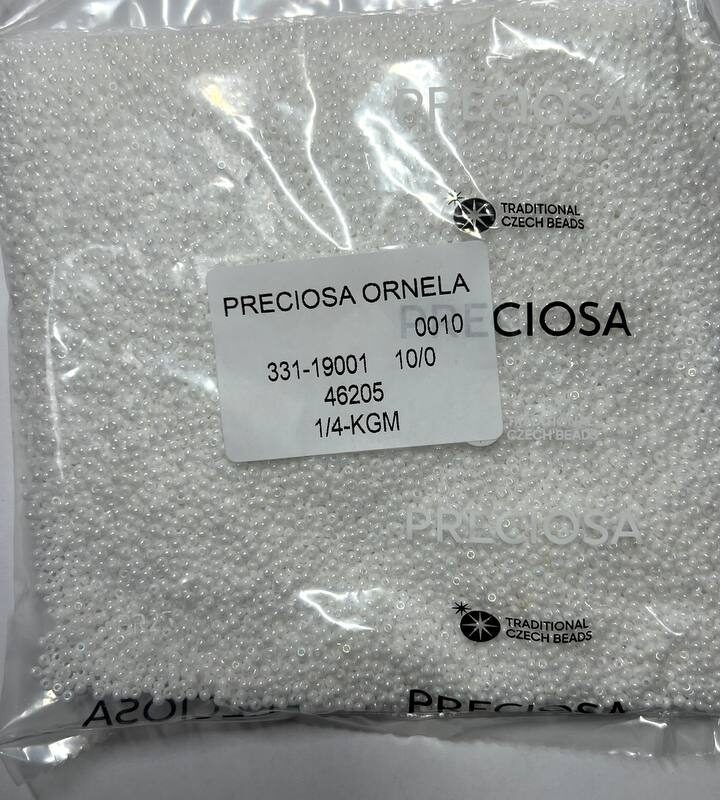 PRECIOSA
TRADITIONAL
CZECH BEADS
PRECIOSA ORNELA
0010
PRECIOSA
331-19001 10/0
46205
1/4-KGM
TRADITIONAL
CZECH BEADS
PRECIOSA
TRADITIONAL
CZECH BEADS
PRECIOSA
PRECIOSA